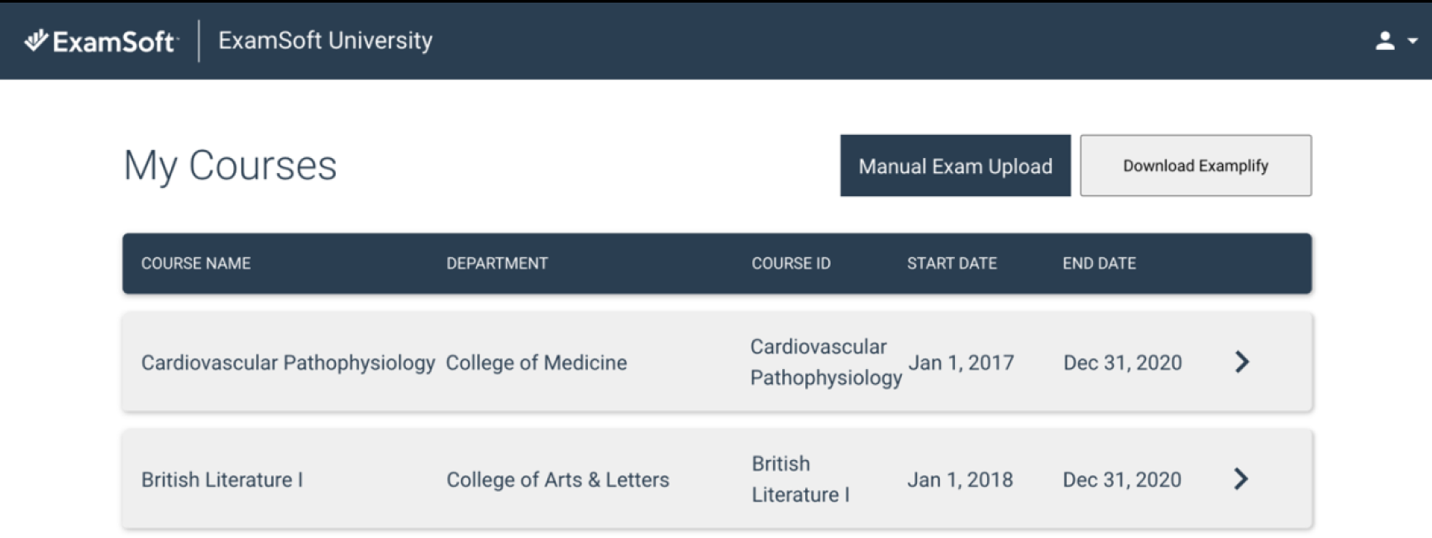 ExamSoft
ExamSoft University
My Courses
Manual Exam Upload
Download Examplify
COURSE NAME DEPARTMENT COURSE ID START DATE END DATE
Cardiovascular Pathophysiology College of Medicine Cardiovascular Pathophysiology Jan 1, 2017 Dec 31, 2020
British Literature I College of Arts & Letters British Literature I Jan 1, 2018 Dec 31, 2020